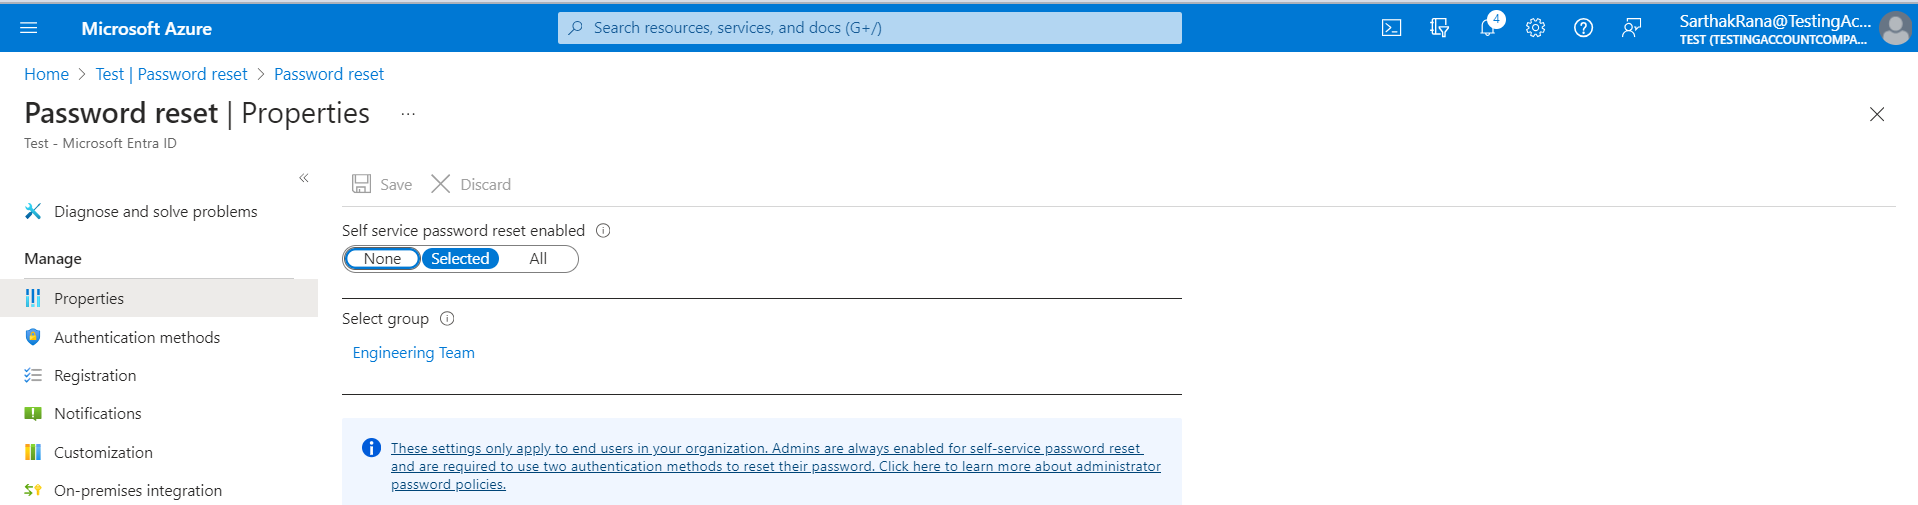 Microsoft Azure
Search resources, services, and docs (G+/)
4
SarthakRana@TestingAc...
TEST (TESTINGACCOUNTCOMPA...
Home > Test | Password reset > Password reset
Password reset | Properties ...
Test - Microsoft Entra ID
«
Diagnose and solve problems
Manage
Properties
Authentication methods
Registration
Notifications
Customization
On-premises integration
Save Discard
Self service password reset enabled
None Selected All
Select group
Engineering Team
These settings only apply to end users in your organization. Admins are always enabled for self-service password reset
and are required to use two authentication methods to reset their password. Click here to learn more about administrator
password policies.